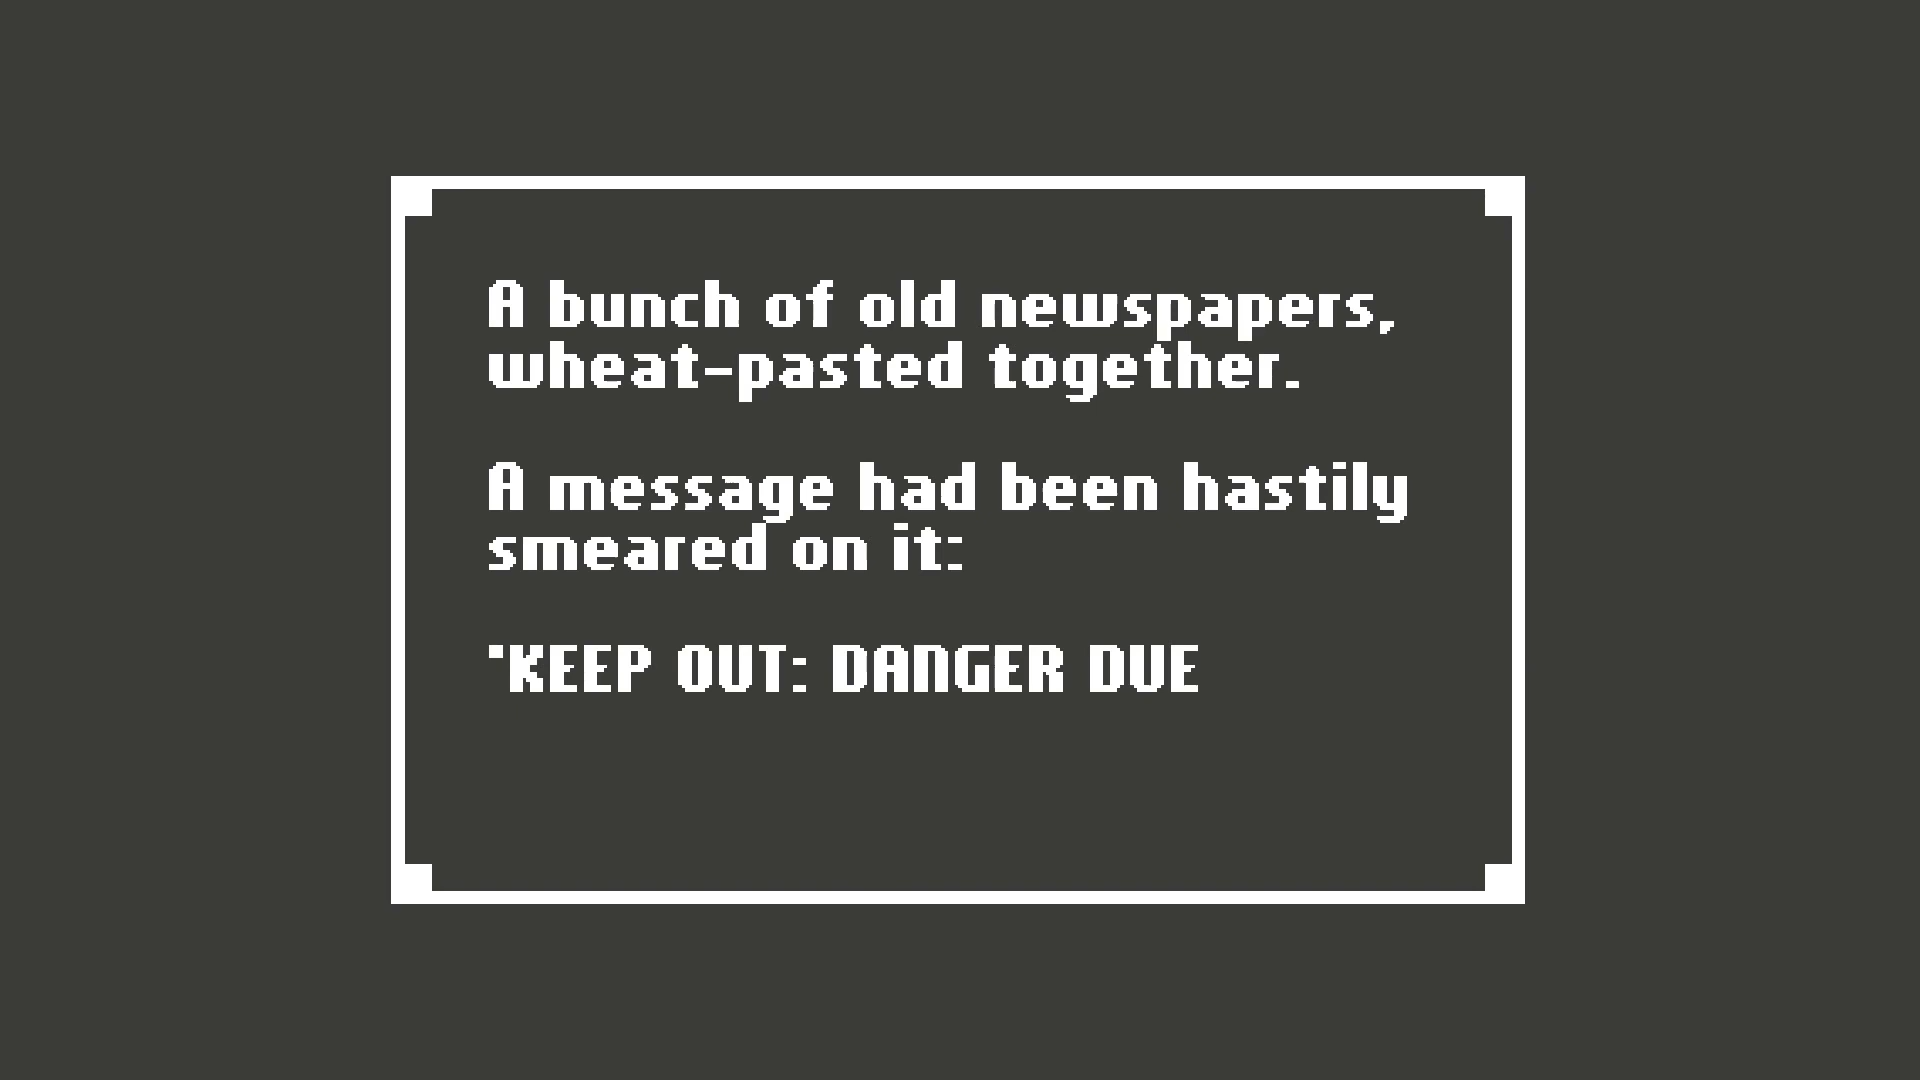 A bunch of old newspapers,
wheat-pasted together.
A message had been hastily
smeared on it:
"KEEP OUT: DANGER DUE